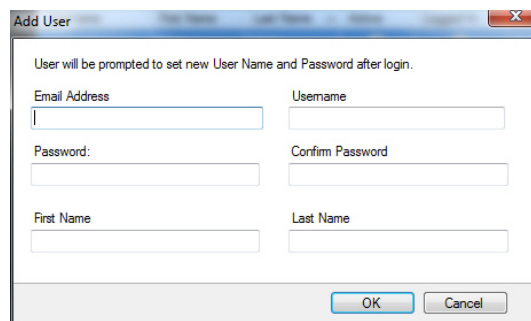 Add User
User will be prompted to set new User Name and Password after login.
Email Address Username
Password: Confirm Password
First Name Last Name
OK Cancel